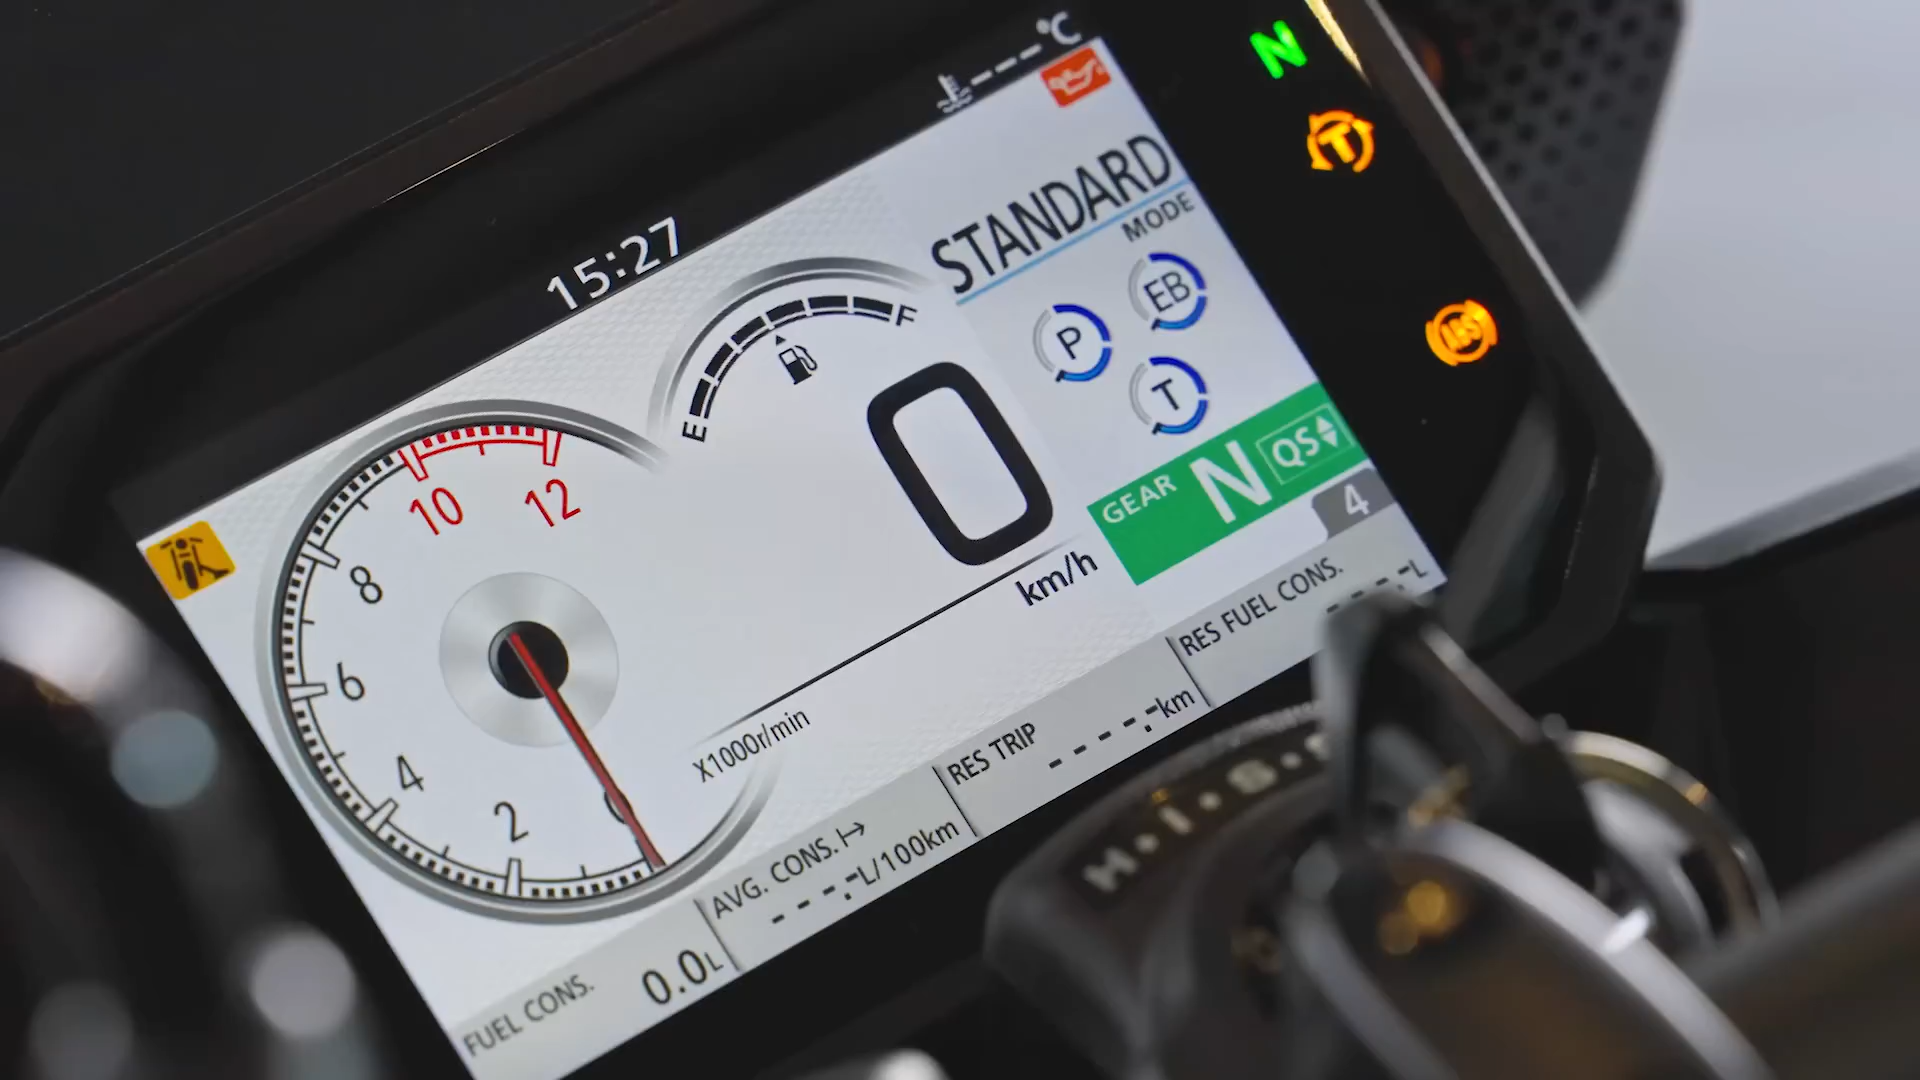 °C
----
N
T
15:27
STANDARD
MODE
F
E
P
EB
T
ABS
0
km/h
GEAR N QS
4
10
12
8
6
4
2
X1000r/min
RES FUEL CONS.
----L
RES TRIP
---.-km
AVG. CONS.
---.-L/100km
FUEL CONS.
0.0L
H·I·S·